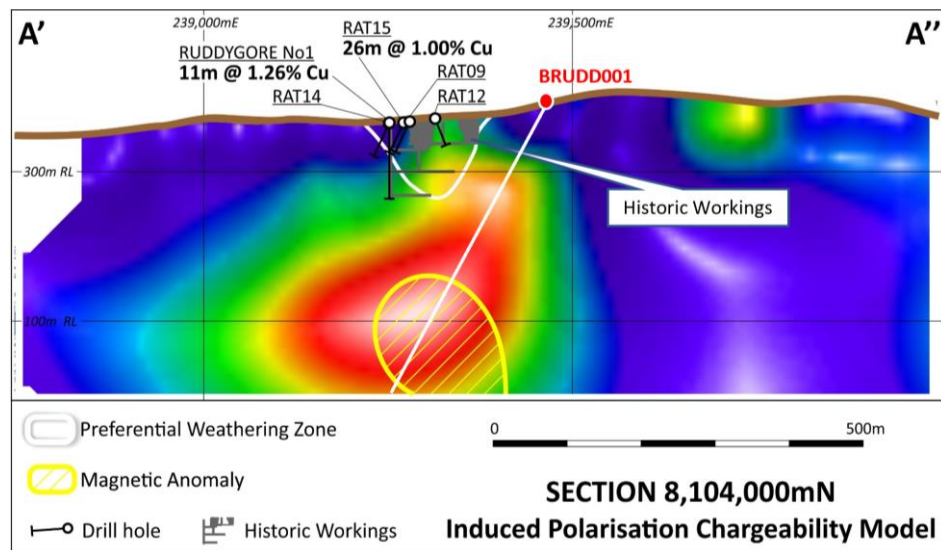 A'
239,000mE
239,500mE
A''
RAT15
26m @ 1.00% Cu
RUDDYGORE No1
11m @ 1.26% Cu
RAT09
BRUDD001
RAT14
RAT12
300m RL
Historic Workings
100m RL
Preferential Weathering Zone
Magnetic Anomaly
Drill hole
Historic Workings
0
500m
SECTION 8,104,000mN
Induced Polarisation Chargeability Model